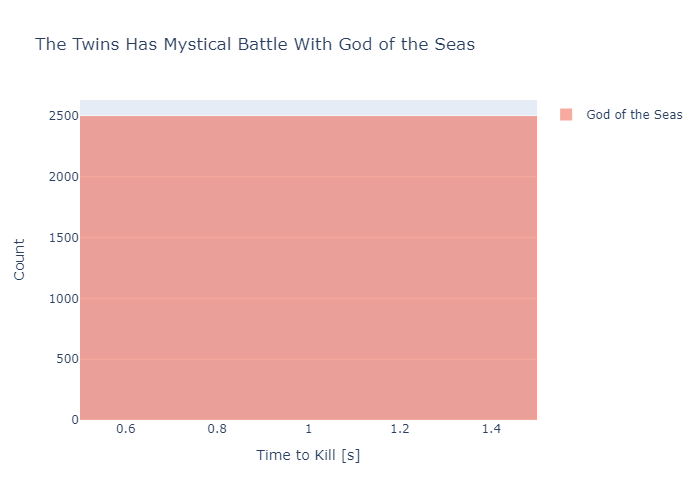 The Twins Has Mystical Battle With God of the Seas
God of the Seas
2500
2000
1500
1000
500
0
Count
0.6 0.8 1 1.2 1.4
Time to Kill [s]